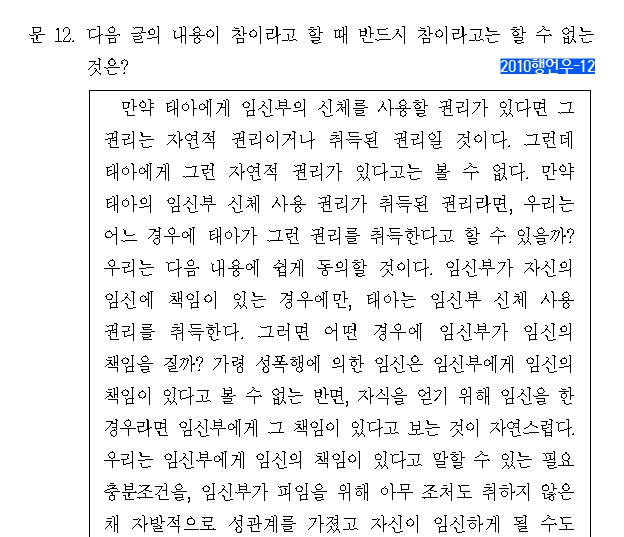 문 12. 다음 글의 내용이 참이라고 할 때 반드시 참이라고는 할 수 없는
것은?
2010행언우-12
만약 태아에게 임신부의 신체를 사용할 권리가 있다면 그
권리는 자연적 권리이거나 취득된 권리일 것이다. 그런데
태아에게 그런 자연적 권리가 있다고는 볼 수 없다. 만약
태아의 임신부 신체 사용 권리가 취득된 권리라면, 우리는
어느 경우에 태아가 그런 권리를 취득한다고 할 수 있을까?
우리는 다음 내용에 쉽게 동의할 것이다. 임신부가 자신의
임신에 책임이 있는 경우에만, 태아는 임신부 신체 사용
권리를 취득한다. 그러면 어떤 경우에 임신부가 임신의
책임을 질까? 가령 성폭행에 의한 임신은 임신부에게 임신의
책임이 있다고 볼 수 없는 반면, 자식을 얻기 위해 임신을 한
경우라면 임신부에게 그 책임이 있다고 보는 것이 자연스럽다.
우리는 임신부에게 임신의 책임이 있다고 말할 수 있는 필요
충분조건을, 임신부가 피임을 위해 아무 조처도 취하지 않은
채 자발적으로 성관계를 가졌고 자신이 임신하게 될 수도